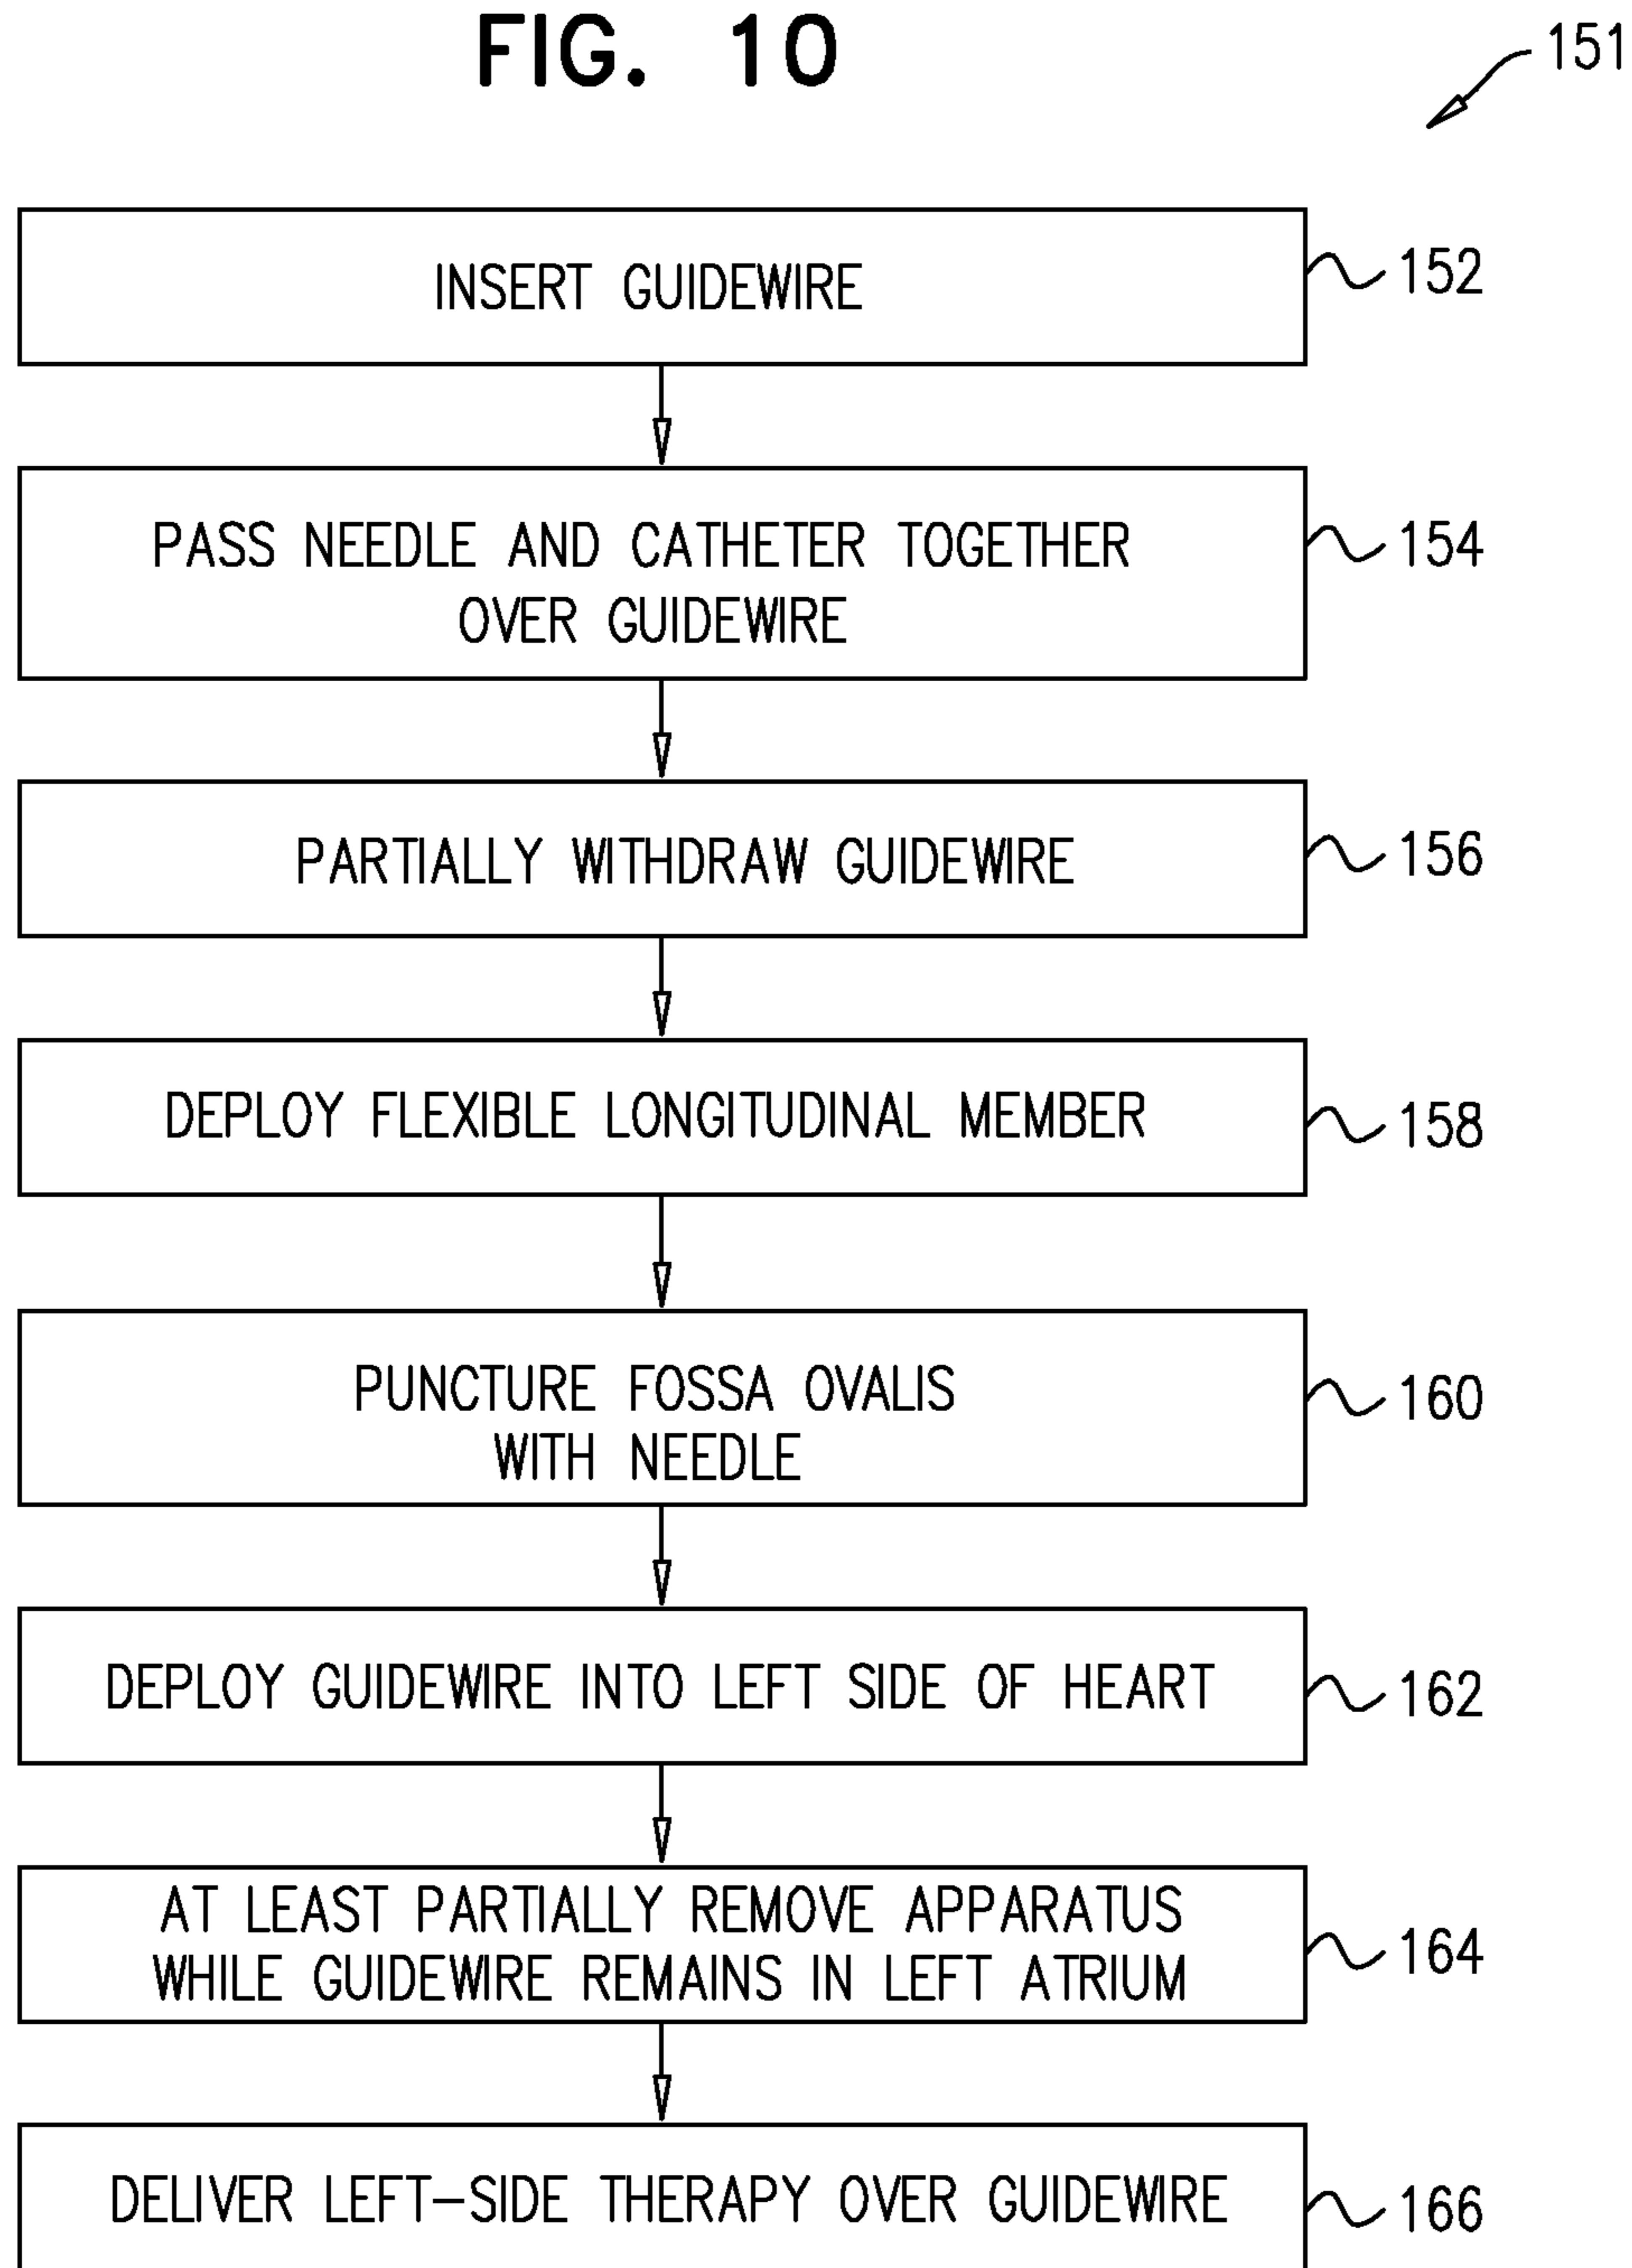 FIG. 10
151
INSERT GUIDEWIRE
152
PASS NEEDLE AND CATHETER TOGETHER
OVER GUIDEWIRE
154
PARTIALLY WITHDRAW GUIDEWIRE
156
DEPLOY FLEXIBLE LONGITUDINAL MEMBER
158
PUNCTURE FOSSA OVALIS
WITH NEEDLE
160
DEPLOY GUIDEWIRE INTO LEFT SIDE OF HEART
162
AT LEAST PARTIALLY REMOVE APPARATUS
WHILE GUIDEWIRE REMAINS IN LEFT ATRIUM
164
DELIVER LEFT-SIDE THERAPY OVER GUIDEWIRE
166